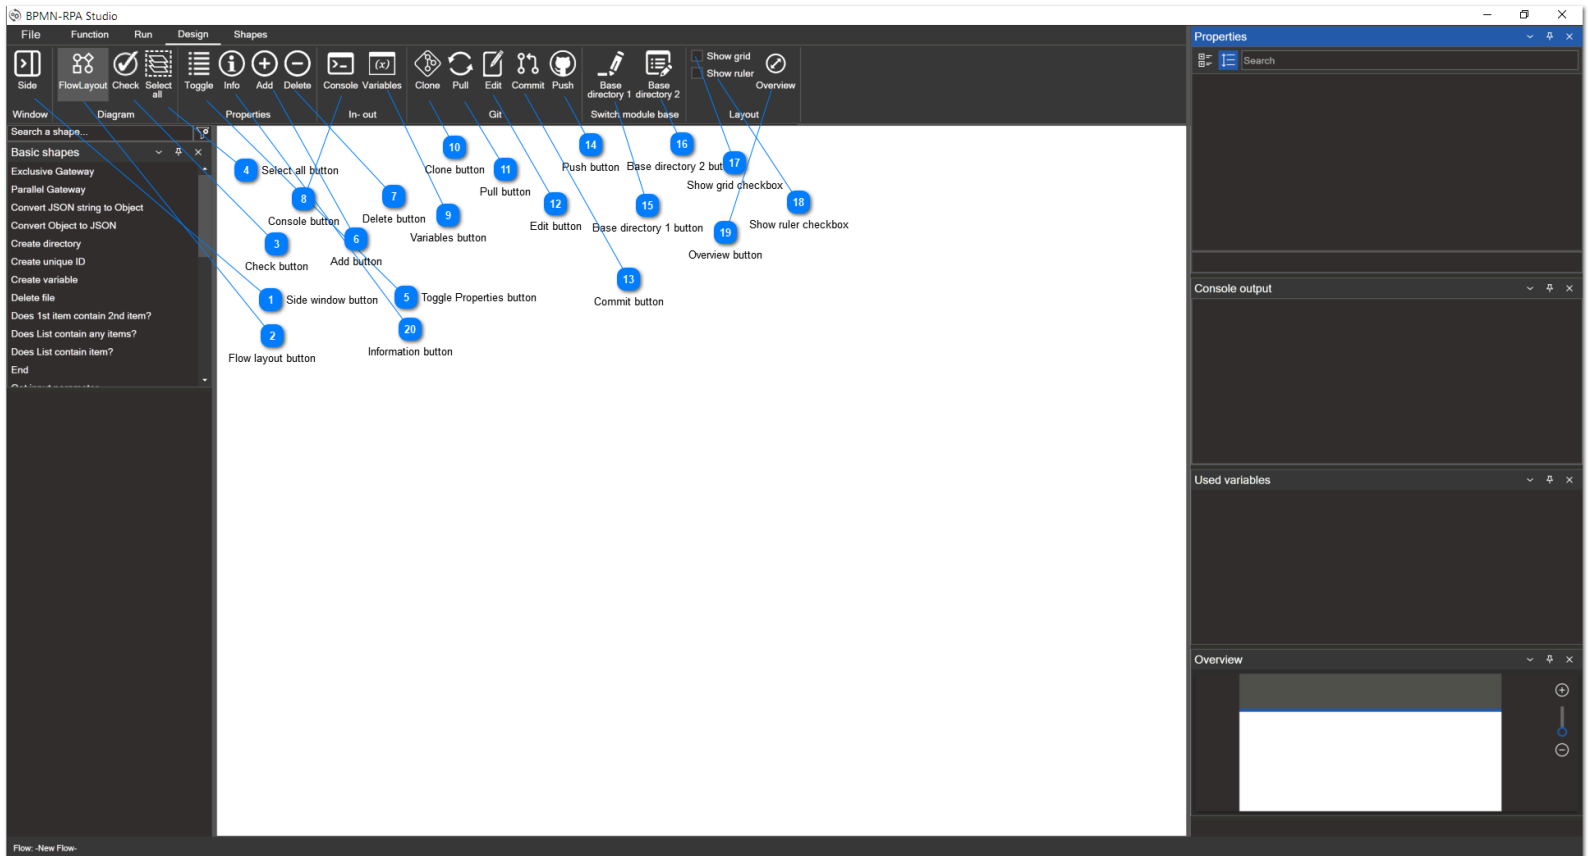 BPMN-RPA Studio
File Function Run Design Shapes
Side
FlowLayout Check Select all
Toggle Info Add Delete
Console Variables
Clone Pull Edit Commit Push
Base directory 1 Base directory 2
Show grid
Show ruler
Overview
Window Diagram Properties In- out Git Switch module base Layout
Search a shape...
Basic shapes
Exclusive Gateway
Parallel Gateway
Convert JSON string to Object
Convert Object to JSON
Create directory
Create unique ID
Create variable
Delete file
Does 1st item contain 2nd item?
Does List contain any items?
Does List contain item?
End
10
Clone button
14
Push button
16
Base directory 2 but
17
Show grid checkbox
4 Select all button
11
Pull button
8
Console button
7
Delete button
9
Variables button
12
Edit button
15
Base directory 1 button
18
Show ruler checkbox
19
Overview button
3
Check button
6
Add button
13
Commit button
1 Side window button
5 Toggle Properties button
2
Flow layout button
20
Information button
Properties
Search
Console output
Used variables
Overview
Flow: -New Flow-